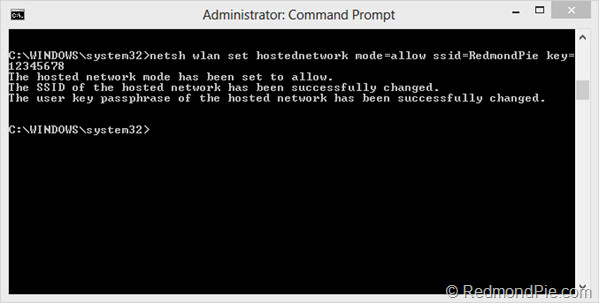 Administrator: Command Prompt
C:\WINDOWS\system32>netsh wlan set hostednetwork mode=allow ssid=RedmondPie key=
12345678
The hosted network mode has been set to allow.
The SSID of the hosted network has been successfully changed.
The user key passphrase of the hosted network has been successfully changed.
C:\WINDOWS\system32>
© RedmondPie.com